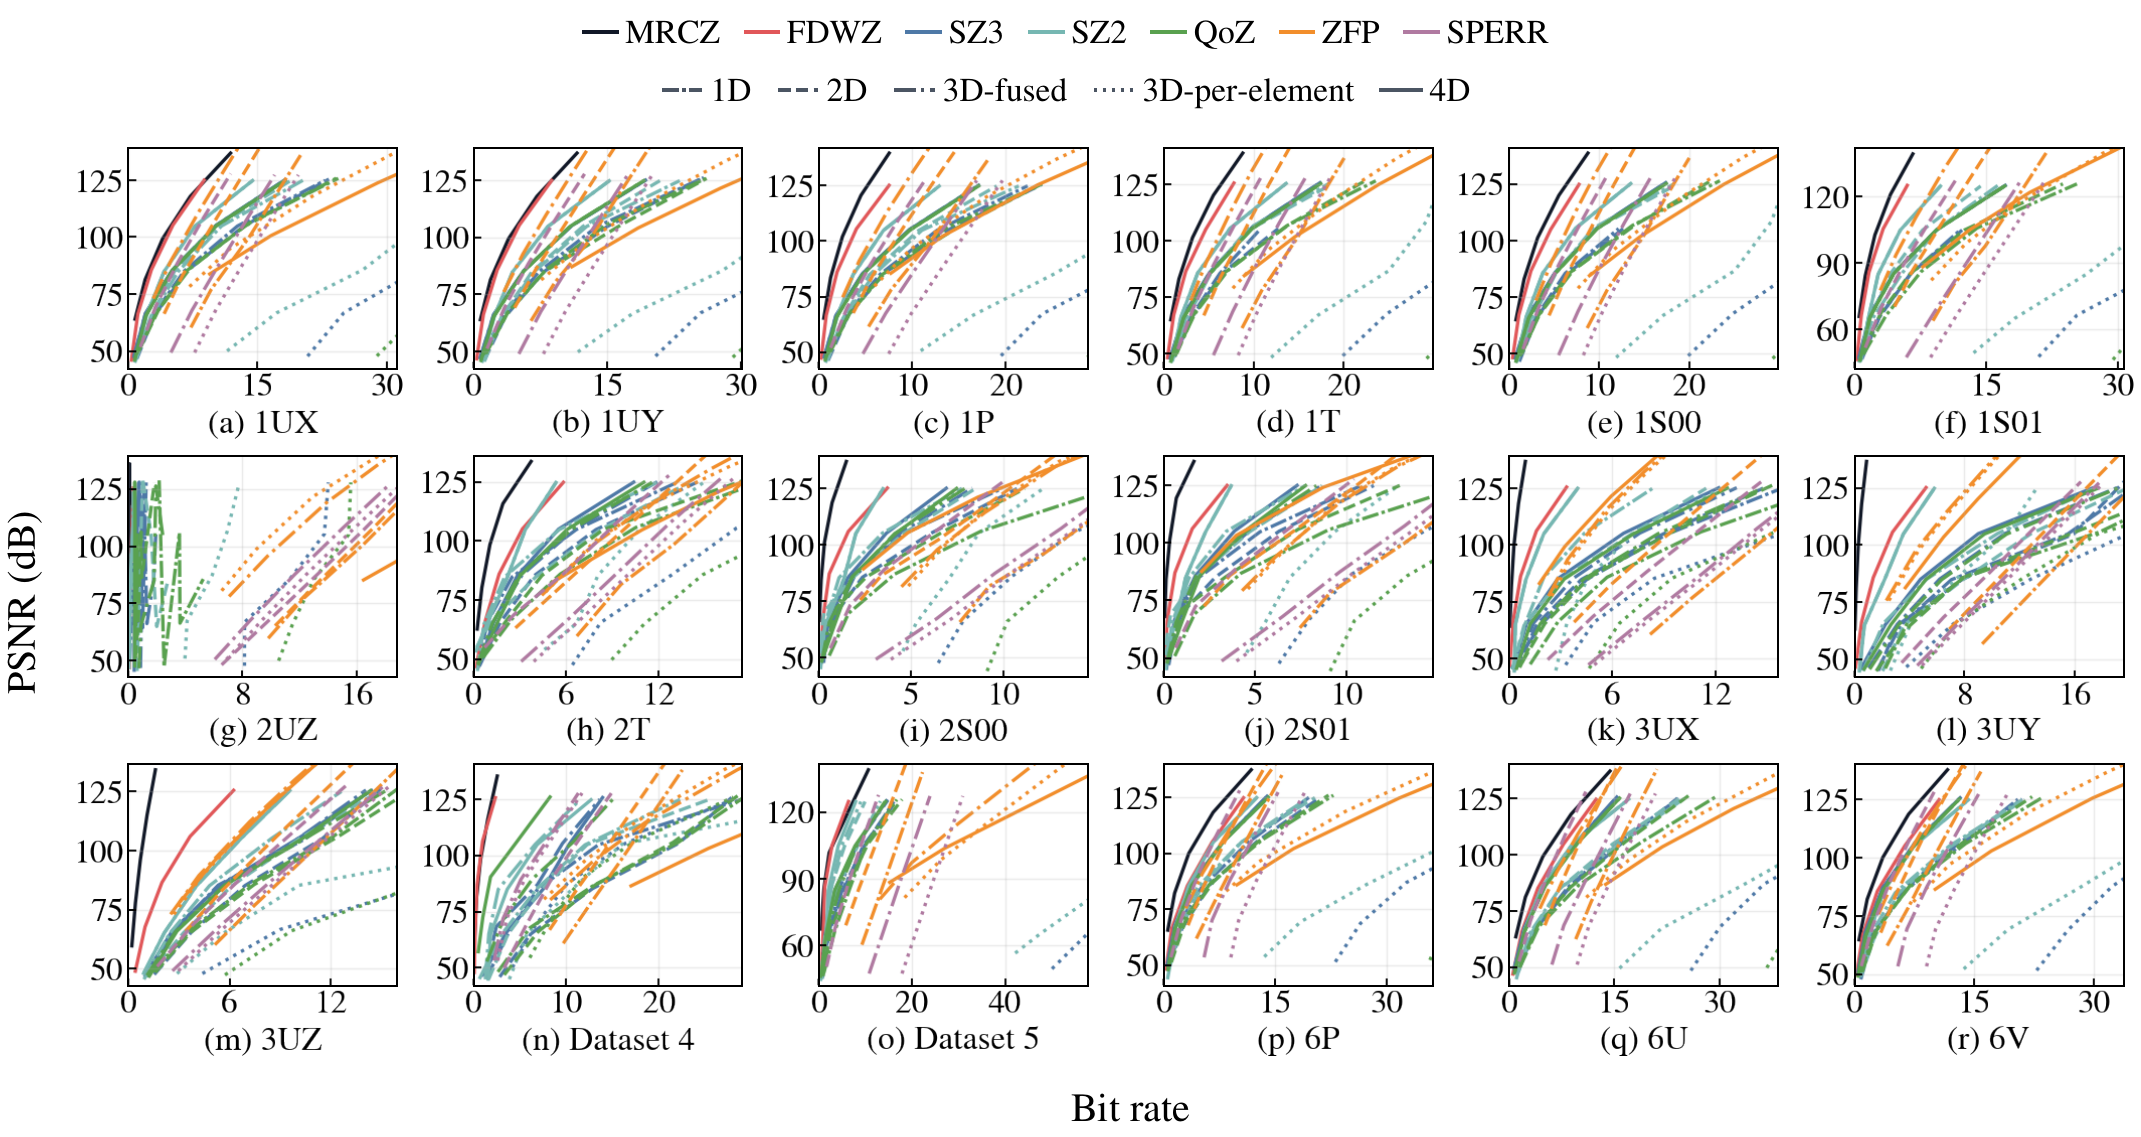 MRCZ FDWZ SZ3 SZ2 QoZ ZFP SPERR
1D 2D 3D-fused 3D-per-element 4D
PSNR (dB)
125 100 75 50
0 15 30
(a) 1UX
125 100 75 50
0 15 30
(b) 1UY
125 100 75 50
0 10 20
(c) 1P
125 100 75 50
0 10 20
(d) 1T
125 100 75 50
0 10 20
(e) 1S00
120 90 60
0 15 30
(f) 1S01
125 100 75 50
0 8 16
(g) 2UZ
125 100 75 50
0 6 12
(h) 2T
125 100 75 50
0 5 10
(i) 2S00
125 100 75 50
0 5 10
(j) 2S01
125 100 75 50
0 6 12
(k) 3UX
125 100 75 50
0 8 16
(l) 3UY
125 100 75 50
0 6 12
(m) 3UZ
125 100 75 50
0 10 20
(n) Dataset 4
120 90 60
0 20 40
(o) Dataset 5
125 100 75 50
0 15 30
(p) 6P
125 100 75 50
0 15 30
(q) 6U
125 100 75 50
0 15 30
(r) 6V
Bit rate